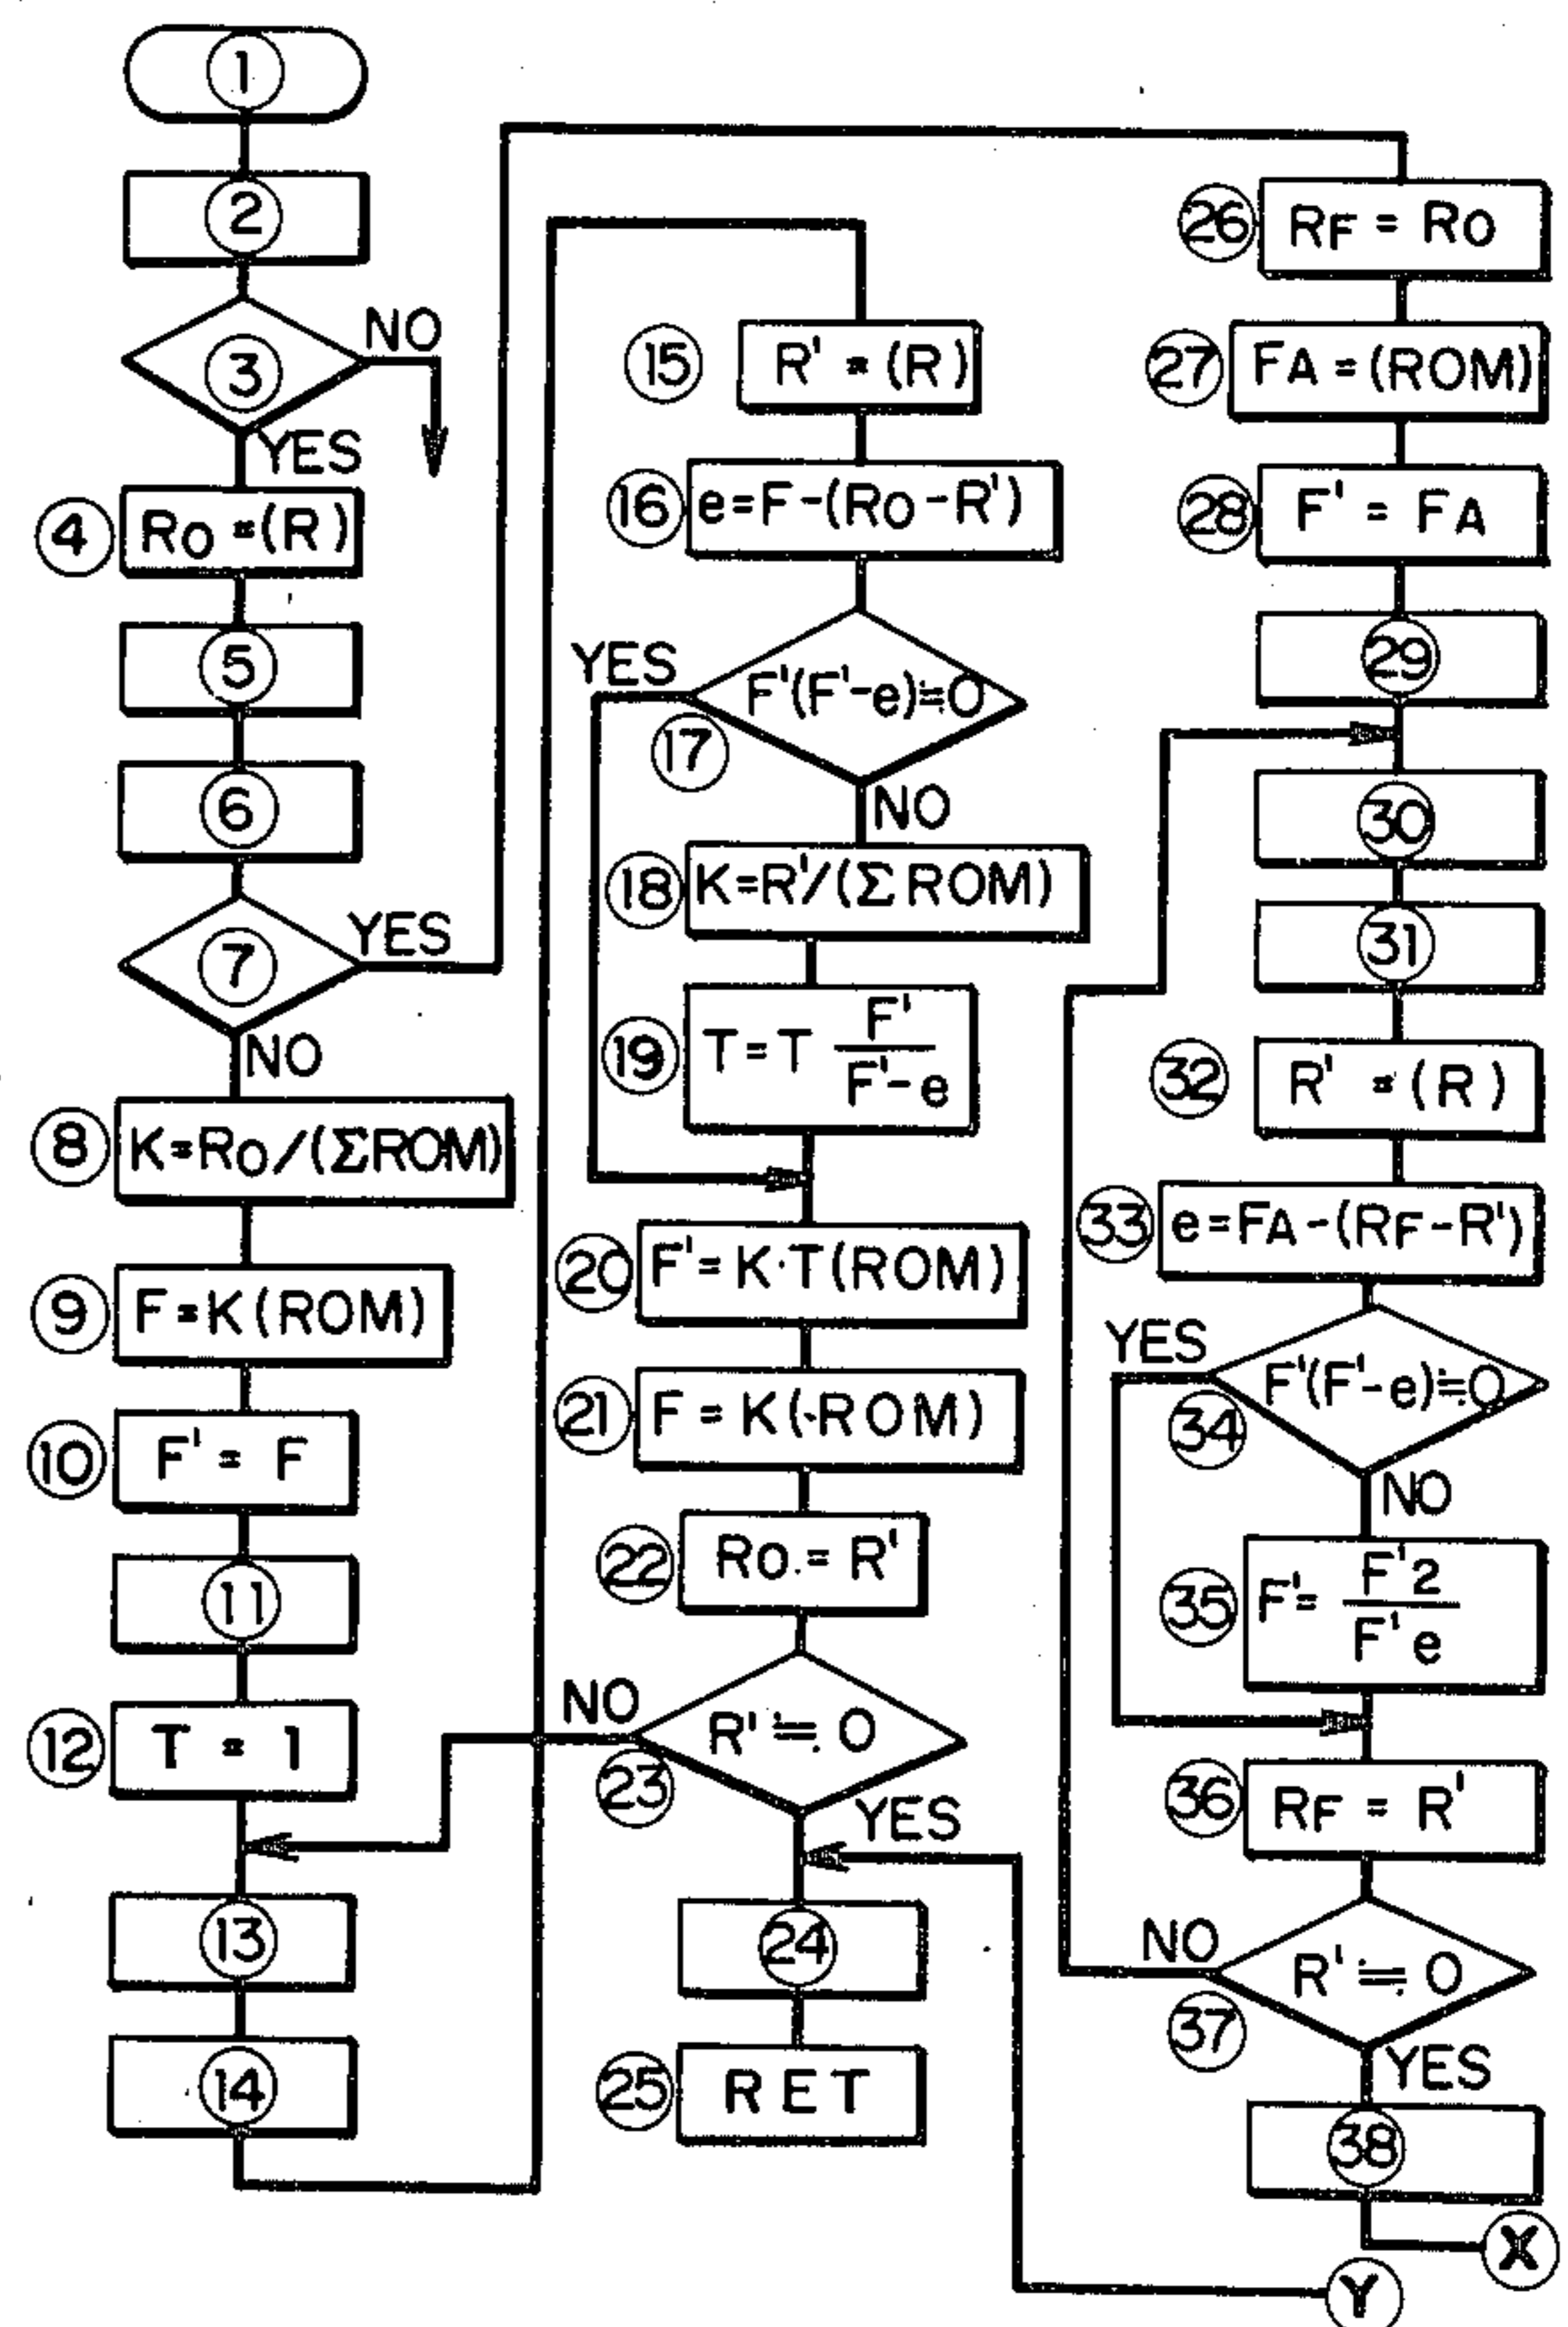 1
2
3
NO
YES
4
Ro=(R)
5
6
7
YES
NO
8
K=Ro/(ΣROM)
9
F=K(ROM)
10
F'=F
11
12
T=1
13
14
15
R'=(R)
16
e=F-(Ro-R')
YES
F'(F'-e)≒0
17
NO
18
K=R'/(ΣROM)
19
T=T F'
F'-e
20
F'=K·T(ROM)
21
F=K(·ROM)
22
Ro.=R'
NO
R'≒0
23
YES
24
25
RET
26
RF=Ro
27
FA=(ROM)
28
F'=FA
29
30
31
32
R'=(R)
33
e=FA-(RF-R')
YES
F'(F'-e)≒0
34
NO
35
F'= F'2
F'e
36
RF=R'
NO
R'≒0
37
YES
38
X
Y